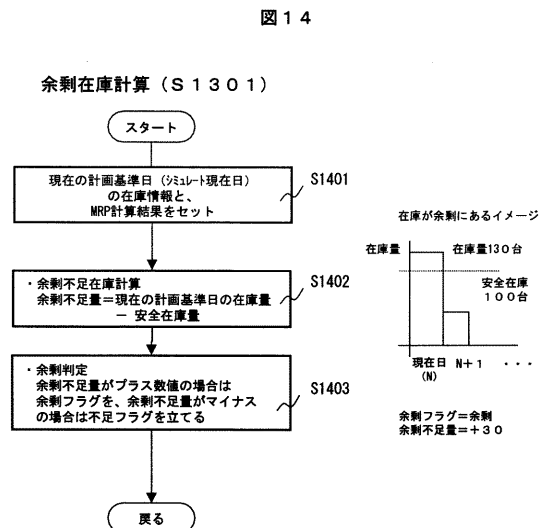 図14
余剰在庫計算(S1301)
スタート
現在の計画基準日(シミュレート現在日)
の在庫情報と、
MRP計算結果をセット
S1401
・余剰不足在庫計算
余剰不足量=現在の計画基準日の在庫量
- 安全在庫量
S1402
・余剰判定
余剰不足量がプラス数値の場合は
余剰フラグを、余剰不足量がマイナス
の場合は不足フラグを立てる
S1403
戻る
在庫が余剰にあるイメージ
在庫量
在庫量130台
安全在庫
100台
現在日 N+1 ・・・
(N)
余剰フラグ=余剰
余剰不足量=+30